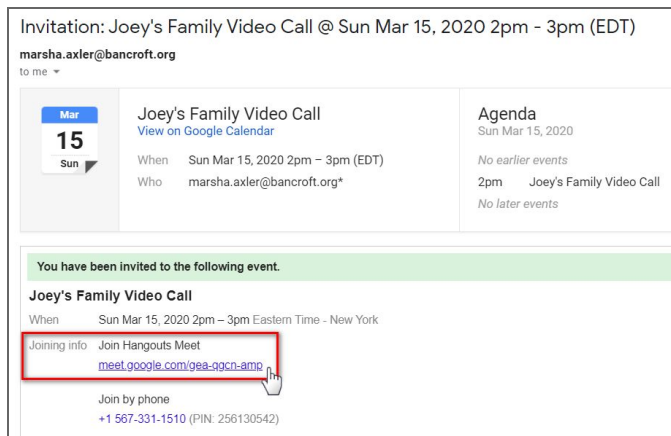 Invitation: Joey's Family Video Call @ Sun Mar 15, 2020 2pm - 3pm (EDT)
marsha.axler@bancroft.org
to me
Mar
15
Sun
Joey's Family Video Call
View on Google Calendar
When Sun Mar 15, 2020 2pm – 3pm (EDT)
Who marsha.axler@bancroft.org*
Agenda
Sun Mar 15, 2020
No earlier events
2pm Joey's Family Video Call
No later events
You have been invited to the following event.
Joey's Family Video Call
When Sun Mar 15, 2020 2pm – 3pm Eastern Time - New York
Joining info Join Hangouts Meet
meet.google.com/gea-qgcn-amp
Join by phone
+1 567-331-1510 (PIN: 256130542)